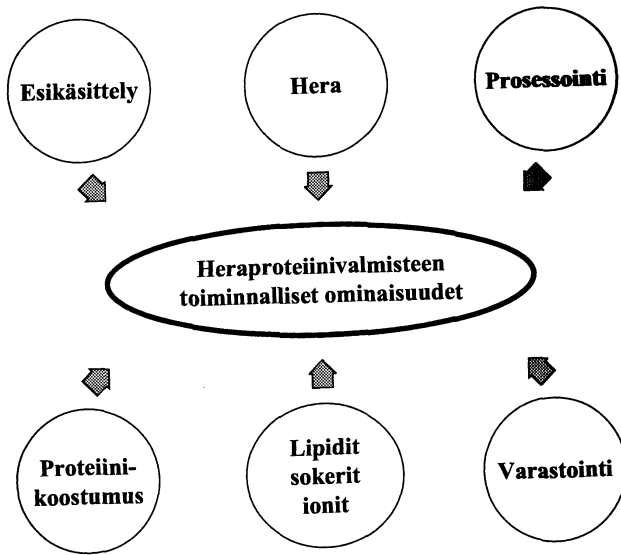 Esikäsittely
Hera
Prosessointi
Heraproteiinivalmisteen
toiminnalliset ominaisuudet
Proteiini-
koostumus
Lipidit
sokerit
ionit
Varastointi